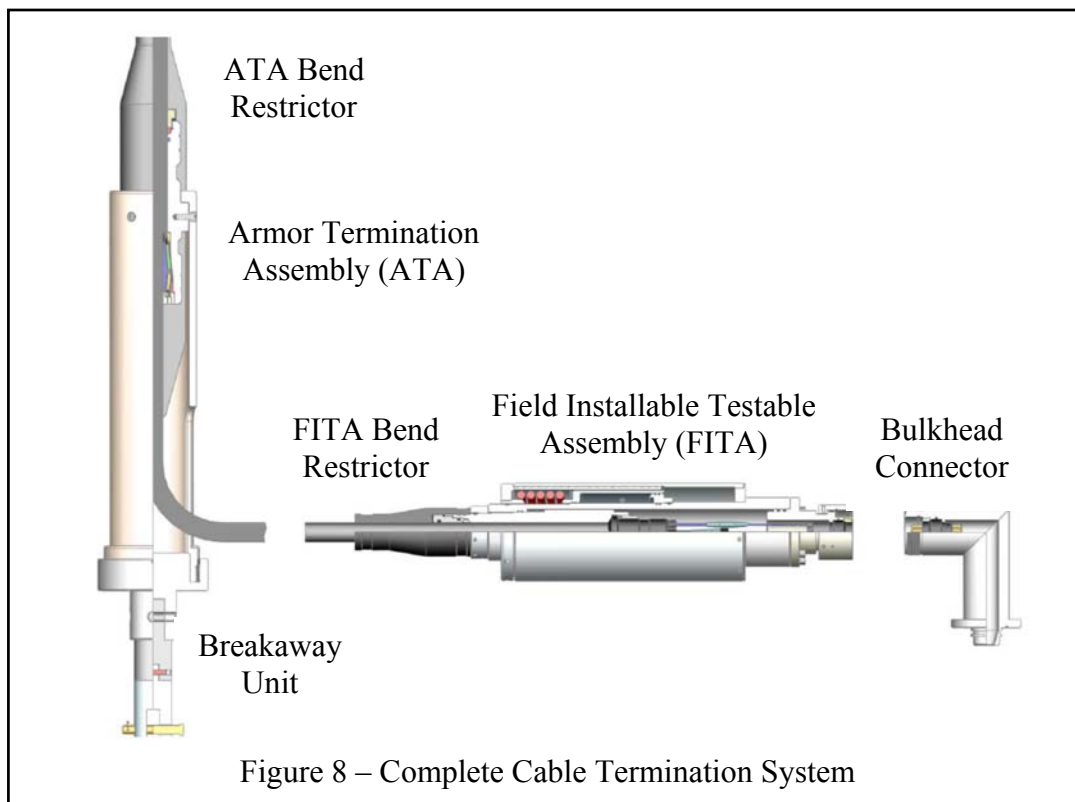 ATA Bend
Restrictor
Armor Termination
Assembly (ATA)
Field Installable Testable
Assembly (FITA)
FITA Bend
Restrictor
Bulkhead
Connector
Breakaway
Unit
Figure 8 – Complete Cable Termination System